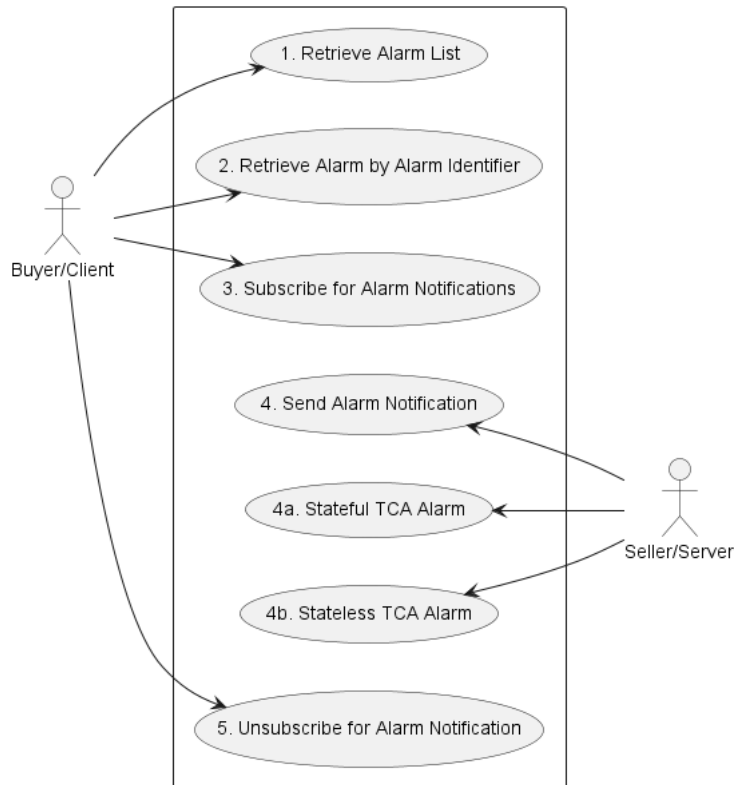 1. Retrieve Alarm List
2. Retrieve Alarm by Alarm Identifier
Buyer/Client
3. Subscribe for Alarm Notifications
4. Send Alarm Notification
4a. Stateful TCA Alarm
Seller/Server
4b. Stateless TCA Alarm
5. Unsubscribe for Alarm Notification